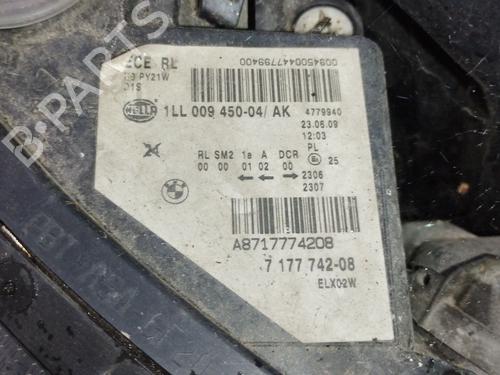 ECE RL
PY21W
D1S
0094500447799400
HELLA
1LL 009 450-04/ AK
4779940
23.06.09
12:03
PL
RL SM2 1a A DCR
25
00 00 01 02 00
2306
2307
A8717774208
7 177 742-08
ELX02W
B-PARTS